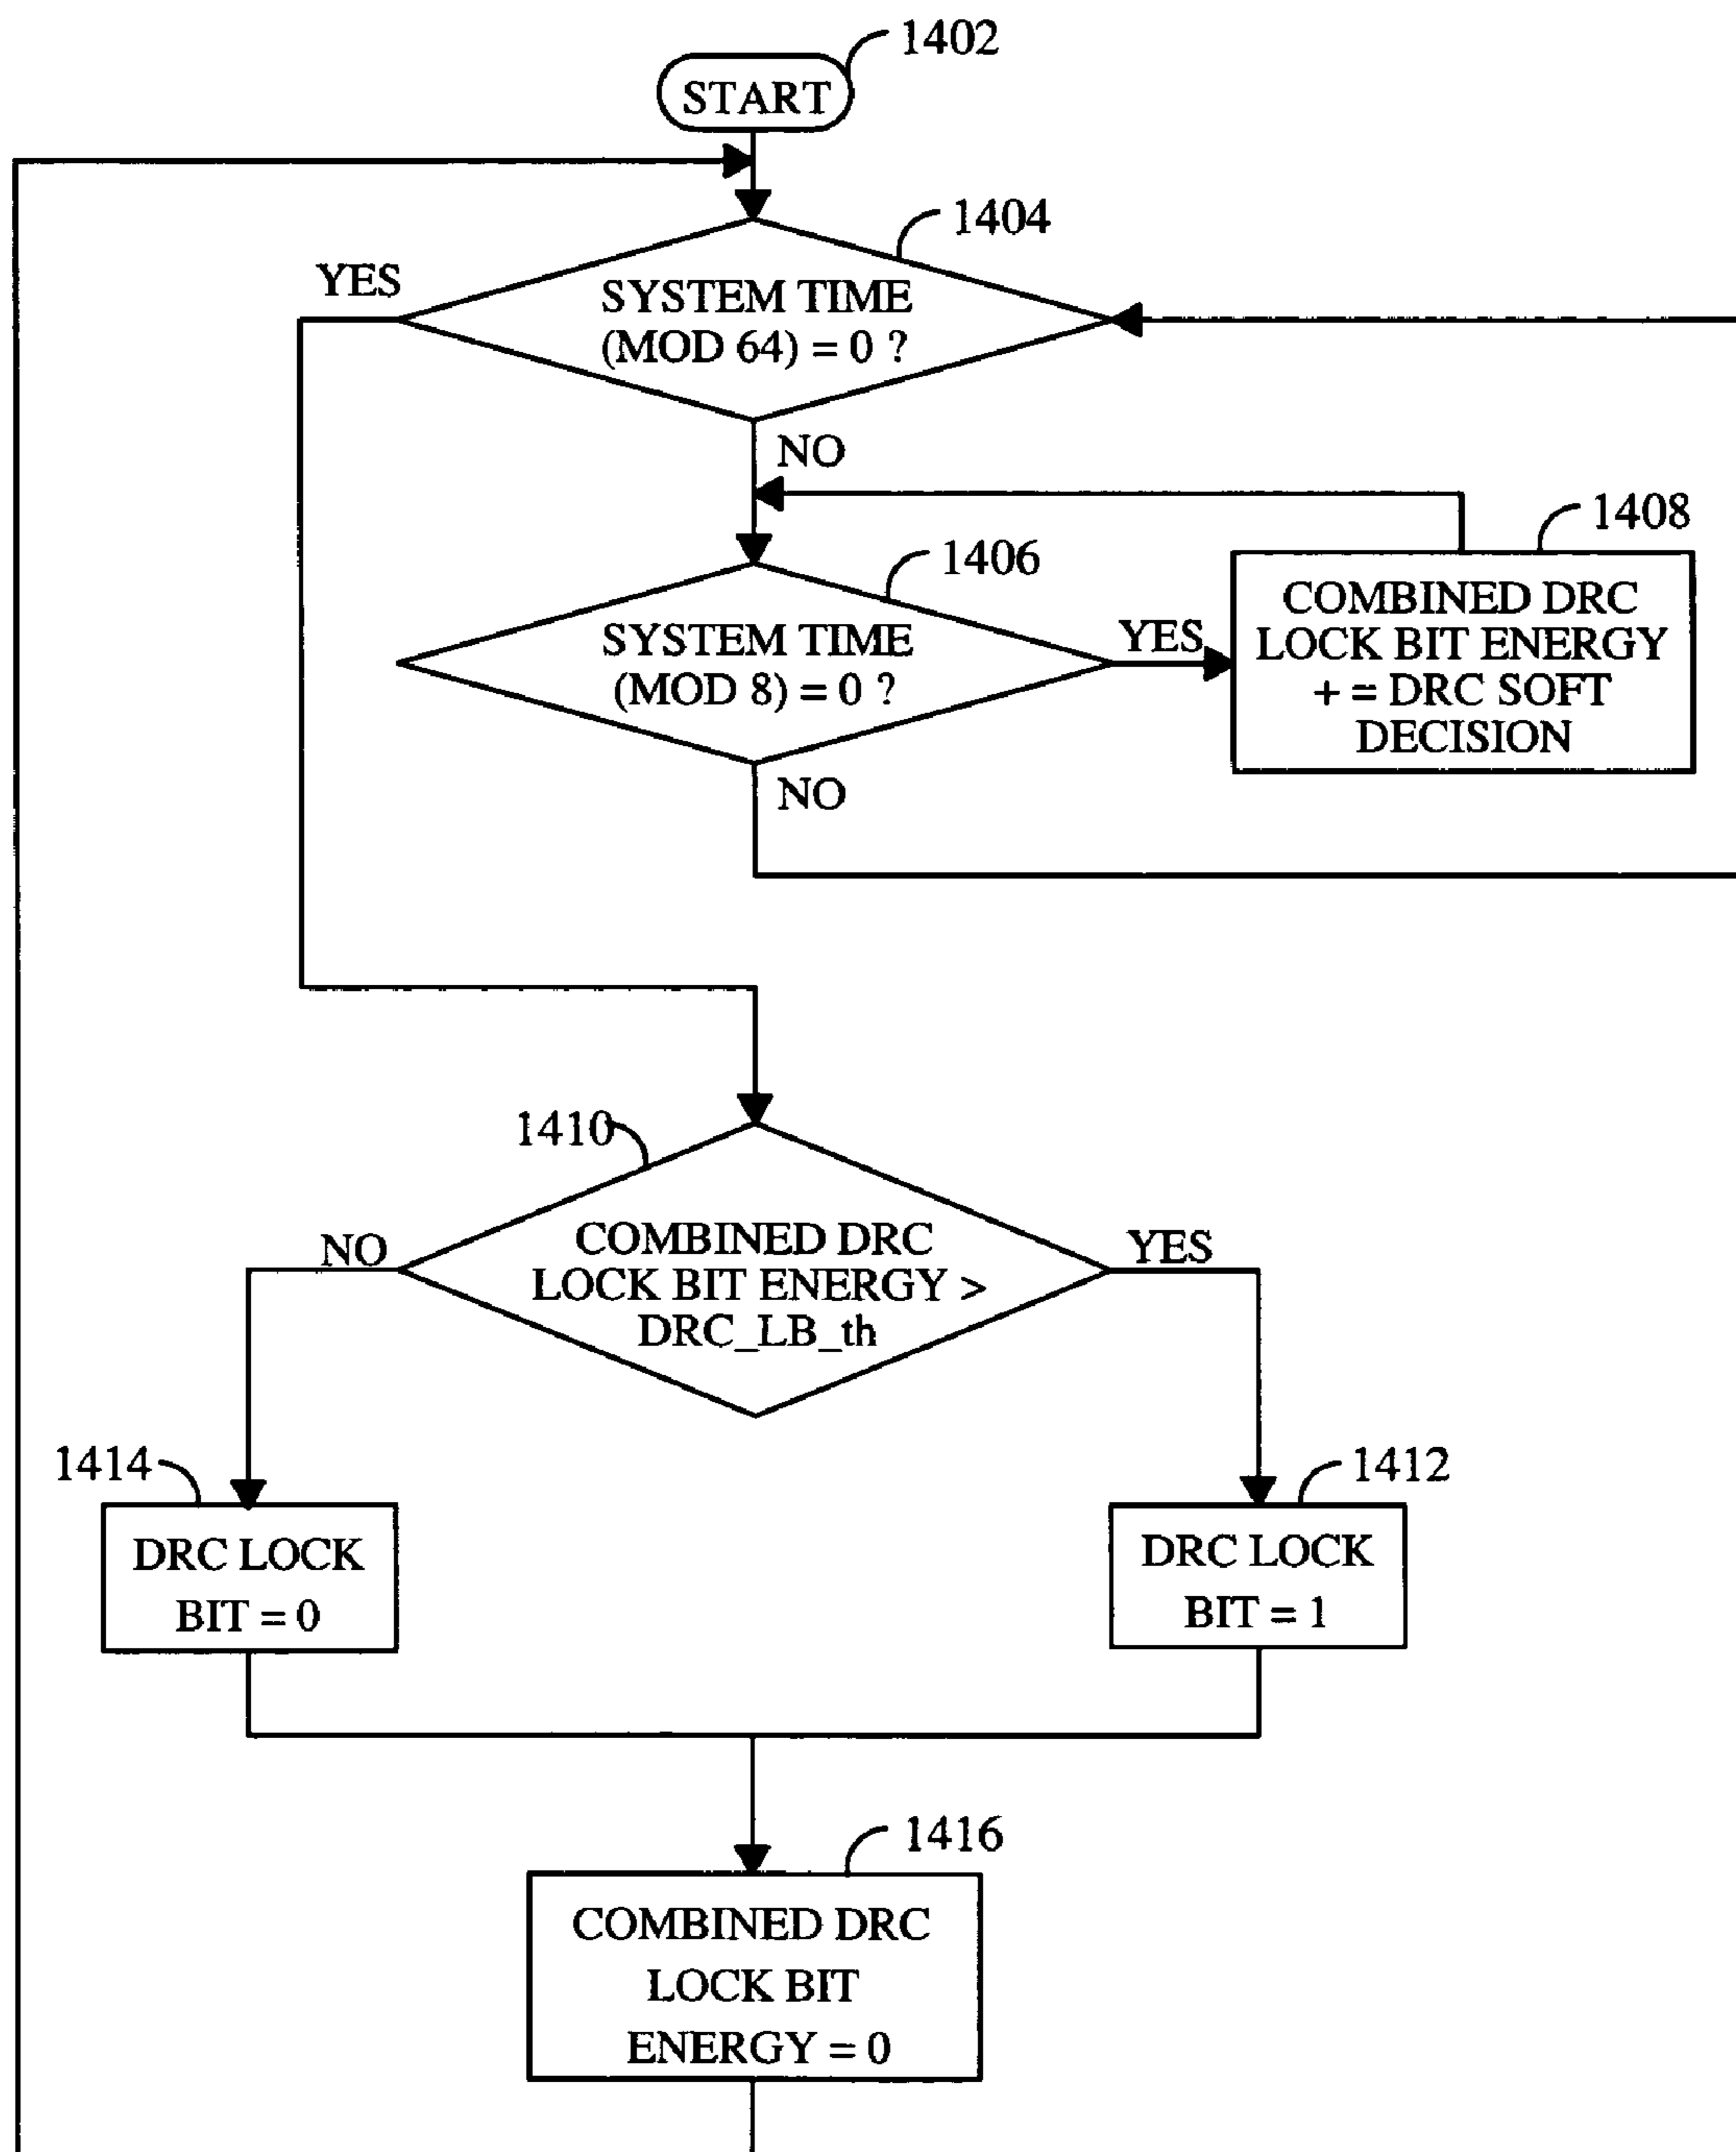 1402
START
1404
YES
SYSTEM TIME
(MOD 64) = 0 ?
NO
1408
1406
COMBINED DRC
LOCK BIT ENERGY
+ = DRC SOFT
DECISION
YES
SYSTEM TIME
(MOD 8) = 0 ?
NO
1410
NO
COMBINED DRC
LOCK BIT ENERGY >
DRC_LB_th
YES
1414
1412
DRC LOCK
BIT = 0
DRC LOCK
BIT = 1
1416
COMBINED DRC
LOCK BIT
ENERGY = 0